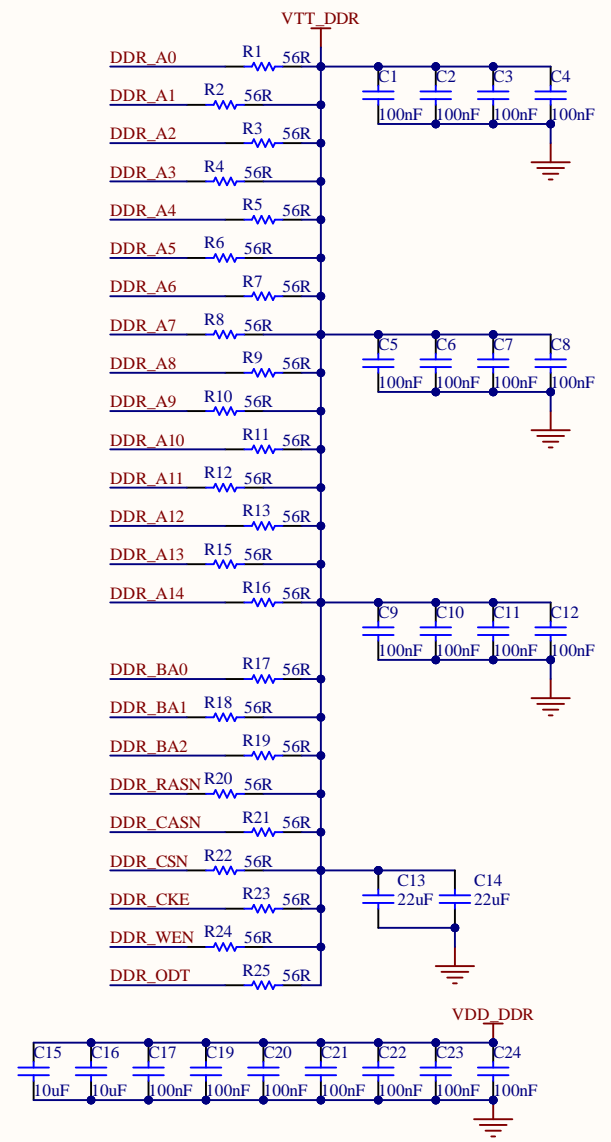 VTT_DDR
DDR_A0 R1 56R
C1 C2 C3 C4
DDR_A1 R2 56R
100nF 100nF 100nF 100nF
DDR_A2 R3 56R
DDR_A3 R4 56R
DDR_A4 R5 56R
DDR_A5 R6 56R
DDR_A6 R7 56R
DDR_A7 R8 56R
C5 C6 C7 C8
DDR_A8 R9 56R
100nF 100nF 100nF 100nF
DDR_A9 R10 56R
DDR_A10 R11 56R
DDR_A11 R12 56R
DDR_A12 R13 56R
DDR_A13 R15 56R
DDR_A14 R16 56R
C9 C10 C11 C12
100nF 100nF 100nF 100nF
DDR_BA0 R17 56R
DDR_BA1 R18 56R
DDR_BA2 R19 56R
DDR_RASN R20 56R
DDR_CASN R21 56R
DDR_CSN R22 56R
C13 C14
22uF 22uF
DDR_CKE R23 56R
DDR_WEN R24 56R
DDR_ODT R25 56R
VDD_DDR
C15 C16 C17 C19 C20 C21 C22 C23 C24
10uF 10uF 100nF 100nF 100nF 100nF 100nF 100nF 100nF